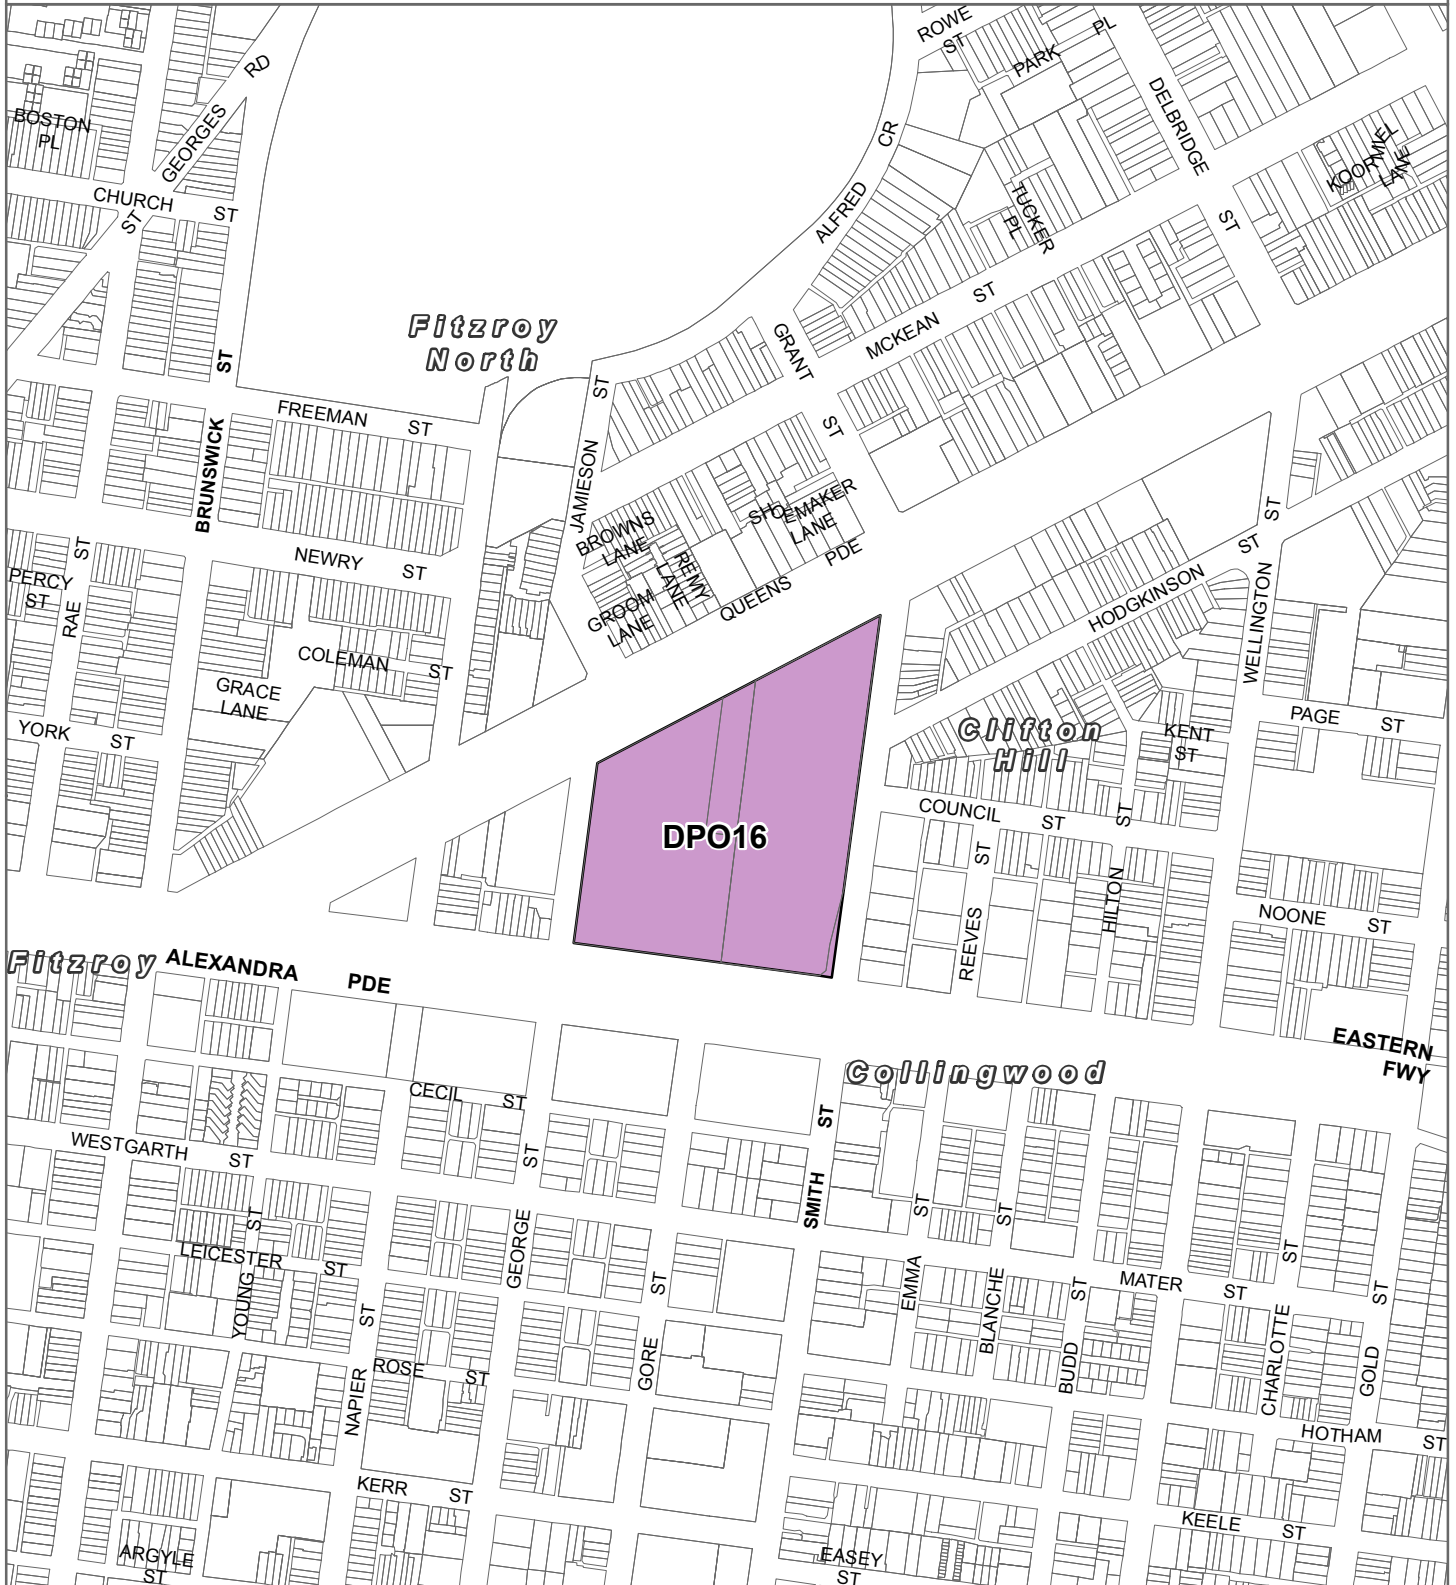 ROWE
ST
PARK
PL
RD
BOSTON
PL
GEORGES
ST
CHURCH
ST
ALFRED
CR
DELBRIDGE
ST
KOORMIEL
LANE
TUCKER
PL
MCKEAN
ST
Fitzroy
North
GRANT
ST
FREEMAN
ST
JAMIESON
ST
BRUNSWICK
ST
BROWNS
LANE
SHOEMAKER
LANE
PDE
QUEENS
REMY
LANE
GROOM
LANE
NEWRY
ST
PERCY
ST
RAE
ST
COLEMAN
ST
GRACE
LANE
YORK
ST
HODGKINSON
ST
WELLINGTON
ST
PAGE
ST
Clifton
Hill
KENT
ST
COUNCIL
ST
DPO16
REEVES
ST
HILTON
ST
NOONE
ST
Fitzroy
ALEXANDRA
PDE
EASTERN
FWY
Collingwood
CECIL
ST
WESTGARTH
ST
SMITH
ST
LEICESTER
ST
YOUNG
ST
NAPIER
ST
GEORGE
ST
GORE
ST
EMMA
ST
BLANCHE
ST
BUDD
ST
MATER
ST
CHARLOTTE
ST
GOLD
ST
ROSE
ST
HOTHAM
ST
KERR
ST
KEELE
ST
ARGYLE
ST
EASEY
ST